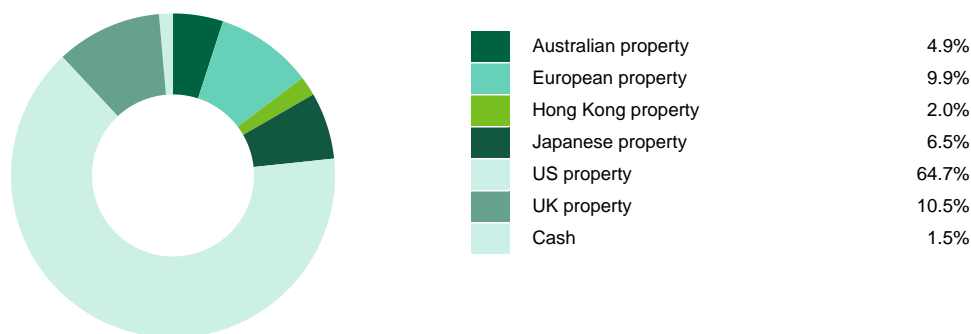 Australian property 4.9%
European property 9.9%
Hong Kong property 2.0%
Japanese property 6.5%
US property 64.7%
UK property 10.5%
Cash 1.5%